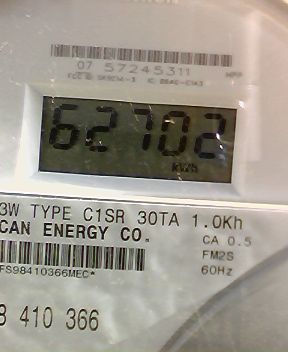 07 57245311
62702
kWh
3W TYPE C1SR 30TA 1.0Kh
CAN ENERGY CO.
CA 0.5
FM2S
60Hz
FS98410366MEC*
8 410 366